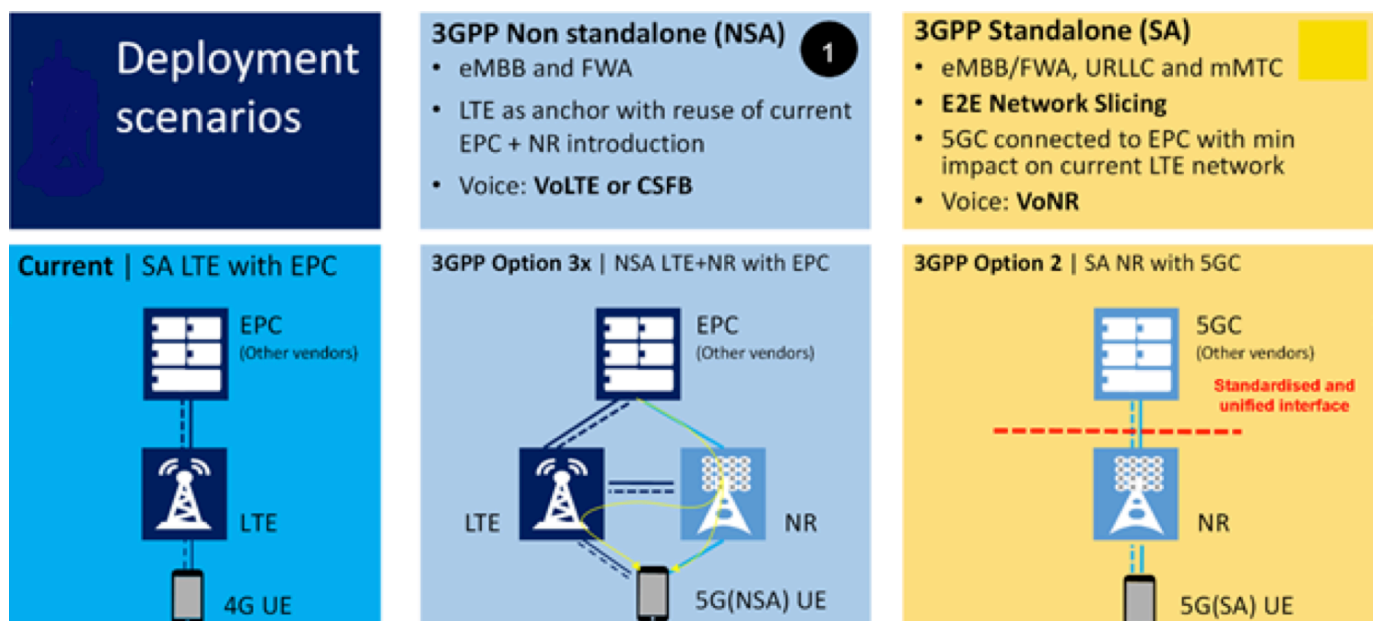 Deployment
scenarios
3GPP Non standalone (NSA)
1
• eMBB and FWA
• LTE as anchor with reuse of current
EPC + NR introduction
• Voice: VoLTE or CSFB
3GPP Standalone (SA)
• eMBB/FWA, URLLC and mMTC
• E2E Network Slicing
• 5GC connected to EPC with min
impact on current LTE network
• Voice: VoNR
Current | SA LTE with EPC
EPC
(Other vendors)
LTE
4G UE
3GPP Option 3x | NSA LTE+NR with EPC
EPC
(Other vendors)
LTE
NR
5G(NSA) UE
3GPP Option 2 | SA NR with 5GC
5GC
(Other vendors)
Standardised and
unified interface
NR
5G(SA) UE